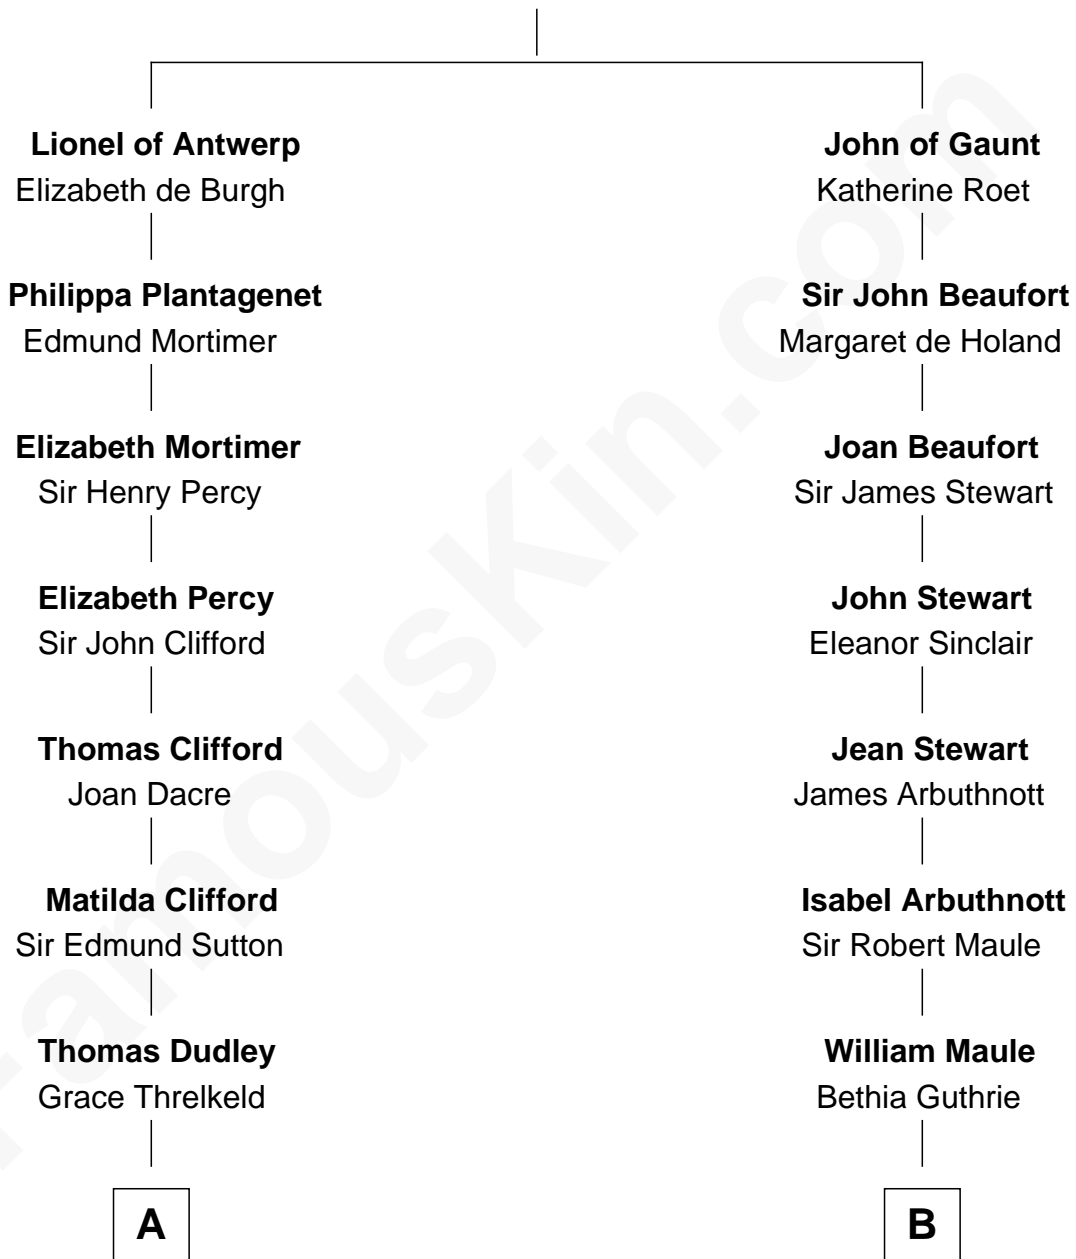 Lionel of Antwerp
Elizabeth de Burgh
Philippa Plantagenet
Edmund Mortimer
Elizabeth Mortimer
Sir Henry Percy
Elizabeth Percy
Sir John Clifford
Thomas Clifford
Joan Dacre
Matilda Clifford
Sir Edmund Sutton
Thomas Dudley
Grace Threlkeld
A
John of Gaunt
Katherine Roet
Sir John Beaufort
Margaret de Holand
Joan Beaufort
Sir James Stewart
John Stewart
Eleanor Sinclair
Jean Stewart
James Arbuthnott
Isabel Arbuthnott
Sir Robert Maule
William Maule
Bethia Guthrie
B
FamousKin.com